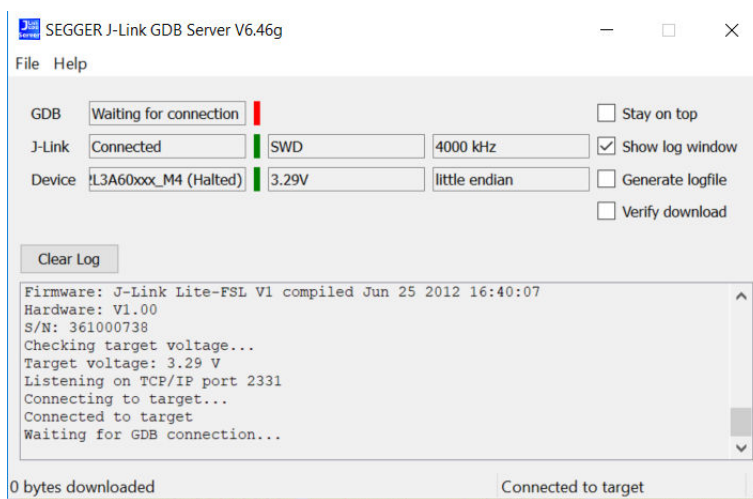 SEGGER J-Link GDB Server V6.46g
File Help
GDB Waiting for connection Stay on top
J-Link Connected SWD 4000 kHz Show log window
Device L3A60xxx_M4 (Halted) 3.29V little endian Generate logfile
Verify download
Clear Log
Firmware: J-Link Lite-FSL V1 compiled Jun 25 2012 16:40:07
Hardware: V1.00
S/N: 361000738
Checking target voltage...
Target voltage: 3.29 V
Listening on TCP/IP port 2331
Connecting to target...
Connected to target
Waiting for GDB connection...
0 bytes downloaded Connected to target